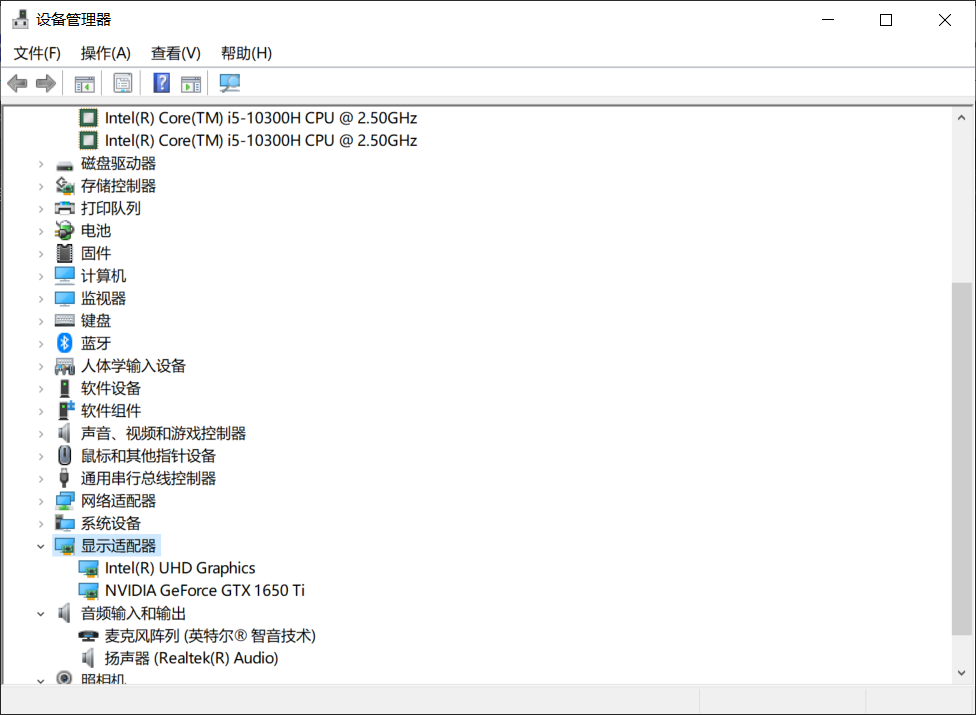 设备管理器
文件(F) 操作(A) 查看(V) 帮助(H)
Intel(R) Core(TM) i5-10300H CPU @ 2.50GHz
Intel(R) Core(TM) i5-10300H CPU @ 2.50GHz
磁盘驱动器
存储控制器
打印队列
电池
固件
计算机
监视器
键盘
蓝牙
人体学输入设备
软件设备
软件组件
声音、视频和游戏控制器
鼠标和其他指针设备
通用串行总线控制器
网络适配器
系统设备
显示适配器
Intel(R) UHD Graphics
NVIDIA GeForce GTX 1650 Ti
音频输入和输出
麦克风阵列 (英特尔® 智音技术)
扬声器 (Realtek(R) Audio)
照相机